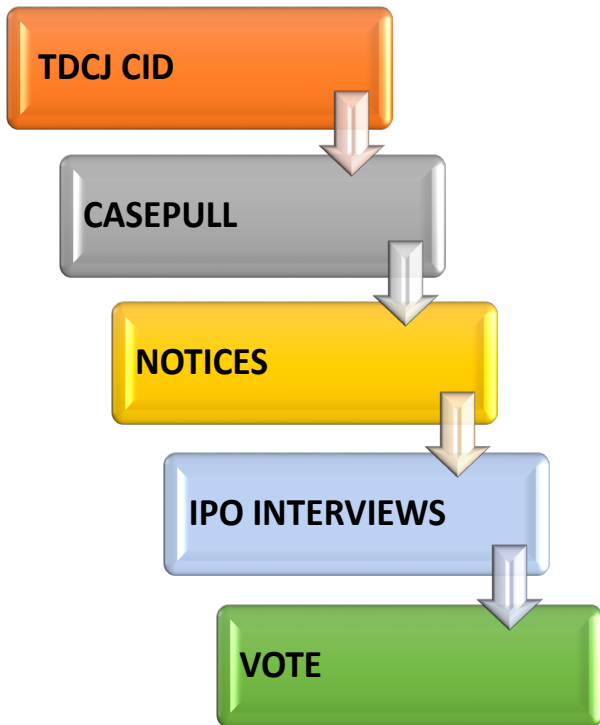 TDCJ CID
CASEPULL
NOTICES
IPO INTERVIEWS
VOTE